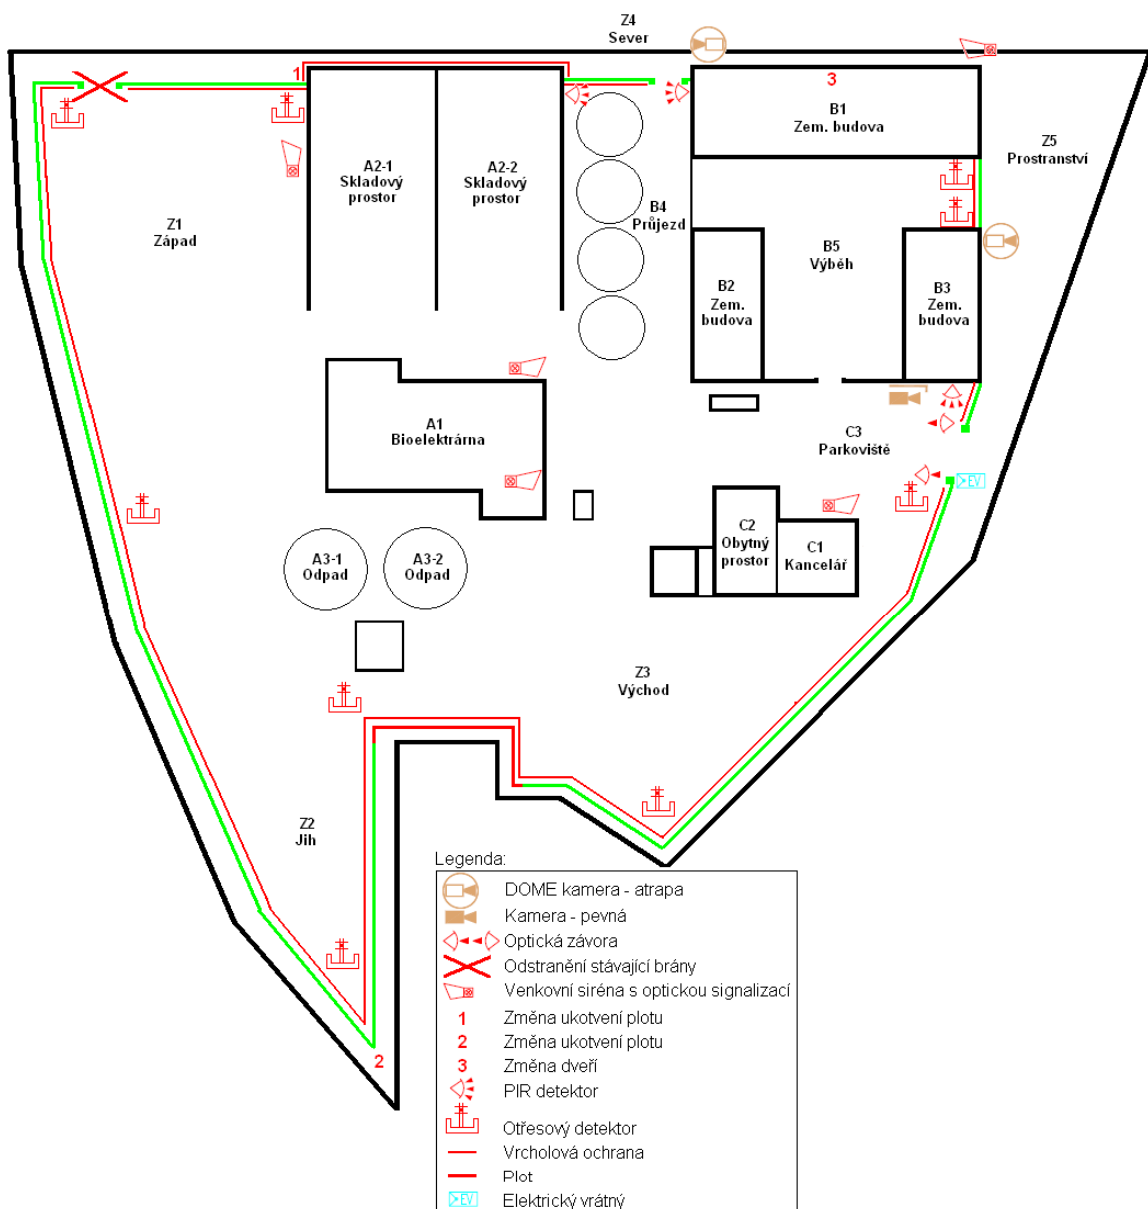 Z4
Sever
1
3
B1
Zem. budova
Z5
Prostranství
A2-1
Skladový
prostor
A2-2
Skladový
prostor
B4
Průjezd
Z1
Západ
B5
Výběh
B2
Zem.
budova
B3
Zem.
budova
A1
Bioelektrárna
C3
Parkoviště
EV
C2
Obytný
prostor
C1
Kancelář
A3-1
Odpad
A3-2
Odpad
Z3
Východ
Z2
Jih
2
Legenda:
DOME kamera - atrapa
Kamera - pevná
Optická závora
Odstranění stávající brány
Venkovní siréna s optickou signalizací
1 Změna ukotvení plotu
2 Změna ukotvení plotu
3 Změna dveří
PIR detektor
Otřesový detektor
Vrcholová ochrana
Plot
EV Elektrický vrátný